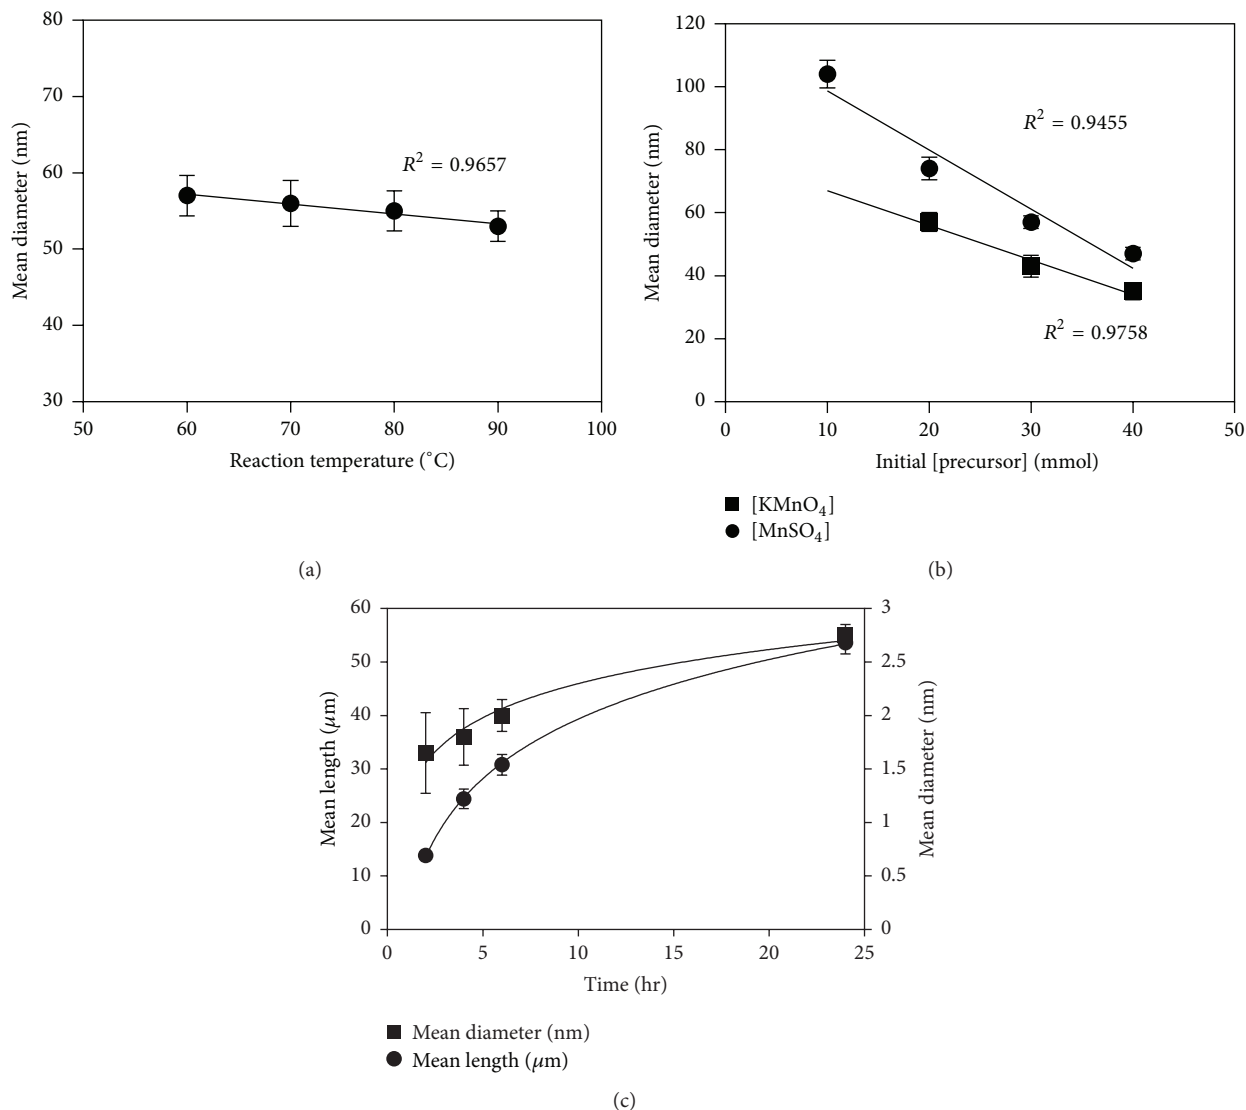 80
70
60
50
40
30
Mean diameter (nm)
R² = 0.9657
50 60 70 80 90 100
Reaction temperature (˚C)
(a)
120
100
80
60
40
20
0
Mean diameter (nm)
R² = 0.9455
R² = 0.9758
0 10 20 30 40 50
Initial [precursor] (mmol)
[KMnO₄]
[MnSO₄]
(b)
60
50
40
30
20
10
0
Mean length (μm)
3
2.5
2
1.5
1
0.5
0
Mean diameter (nm)
0 5 10 15 20 25
Time (hr)
Mean diameter (nm)
Mean length (μm)
(c)